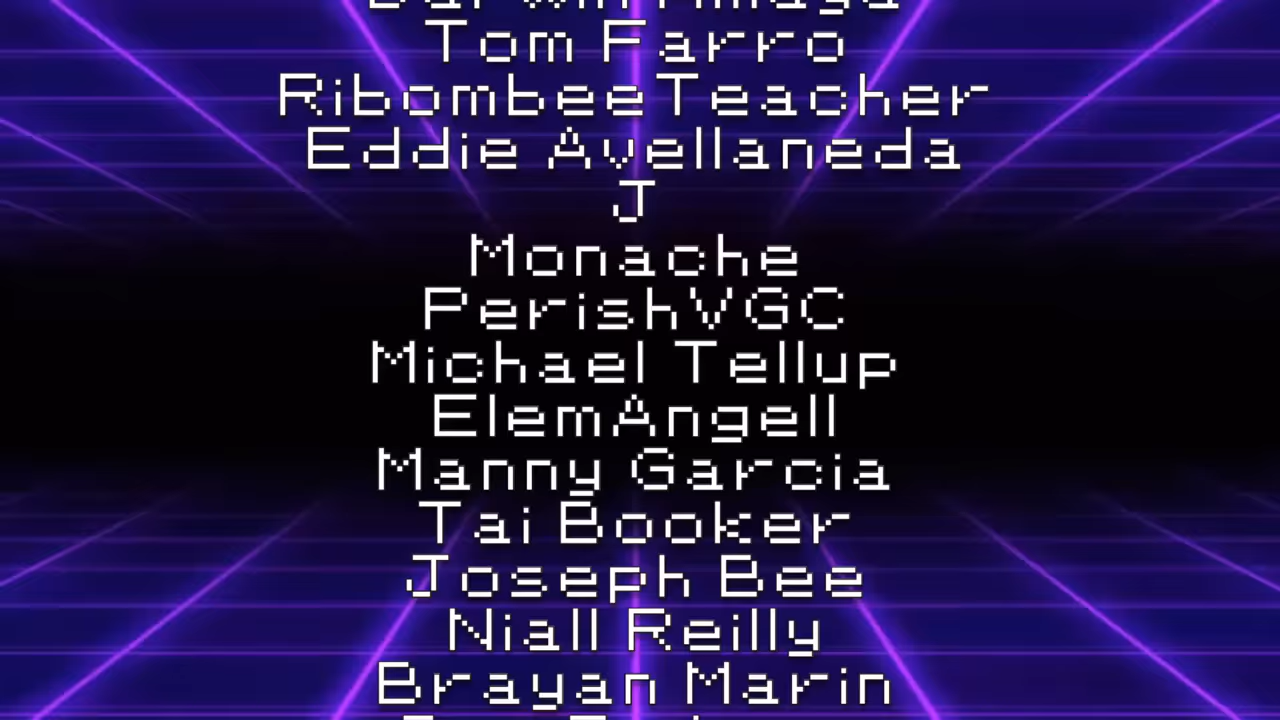 Tom Farro
RibombeeTeacher
Eddie Avellaneda
J
Monache
PerishVGC
Michael Tellup
ElemAngell
Manny Garcia
Tai Booker
Joseph Bee
Niall Reilly
Brayan Marin